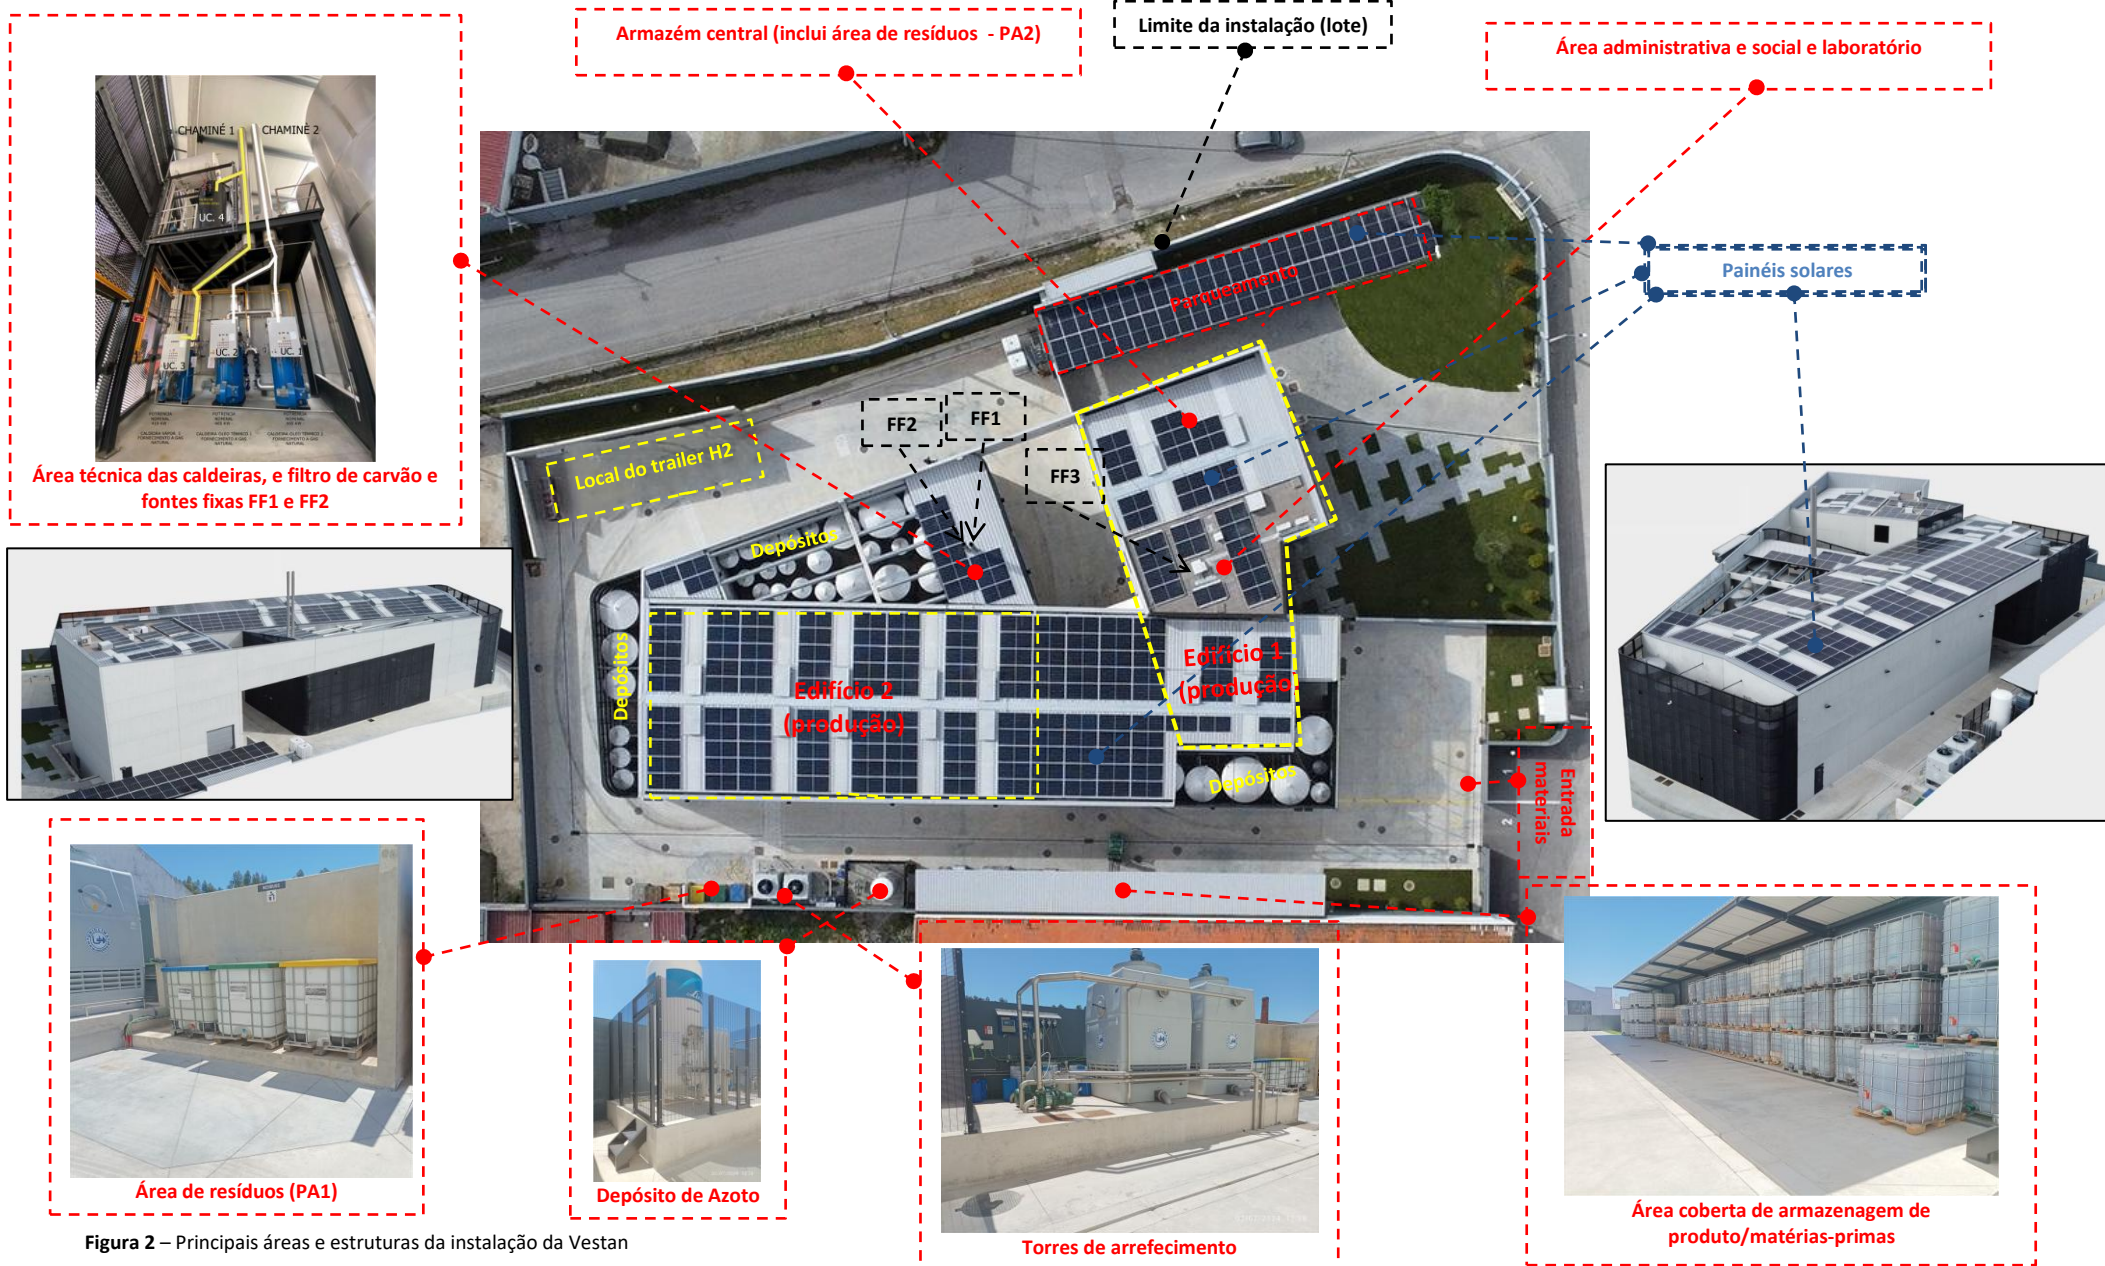 Armazém central (inclui área de resíduos - PA2)
Limite da instalação (lote)
Área administrativa e social e laboratório
CHAMINÉ 1
CHAMINÉ 2
UC. 4
UC. 3
UC. 2
UC. 1
Área técnica das caldeiras, e filtro de carvão e
fontes fixas FF1 e FF2
Painéis solares
Parqueamento
FF2
FF1
FF3
Local do trailer H2
Depósitos
Depósitos
Edifício 2
(produção)
Edifício 1
(produção
Depósitos
1
2
Entrada
materiais
Área de resíduos (PA1)
Depósito de Azoto
Torres de arrefecimento
Área coberta de armazenagem de
produto/matérias-primas
Figura 2 – Principais áreas e estruturas da instalação da Vestan